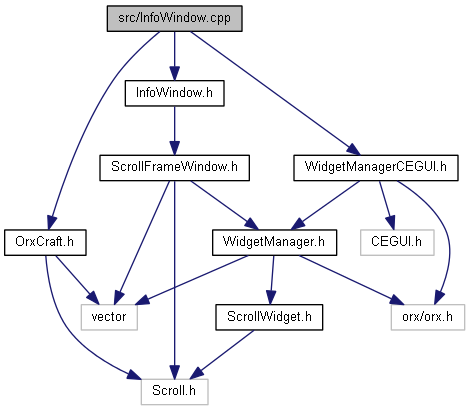 src/InfoWindow.cpp
InfoWindow.h
ScrollFrameWindow.h
WidgetManagerCEGUI.h
OrxCraft.h
WidgetManager.h
CEGUI.h
vector
ScrollWidget.h
orx/orx.h
Scroll.h